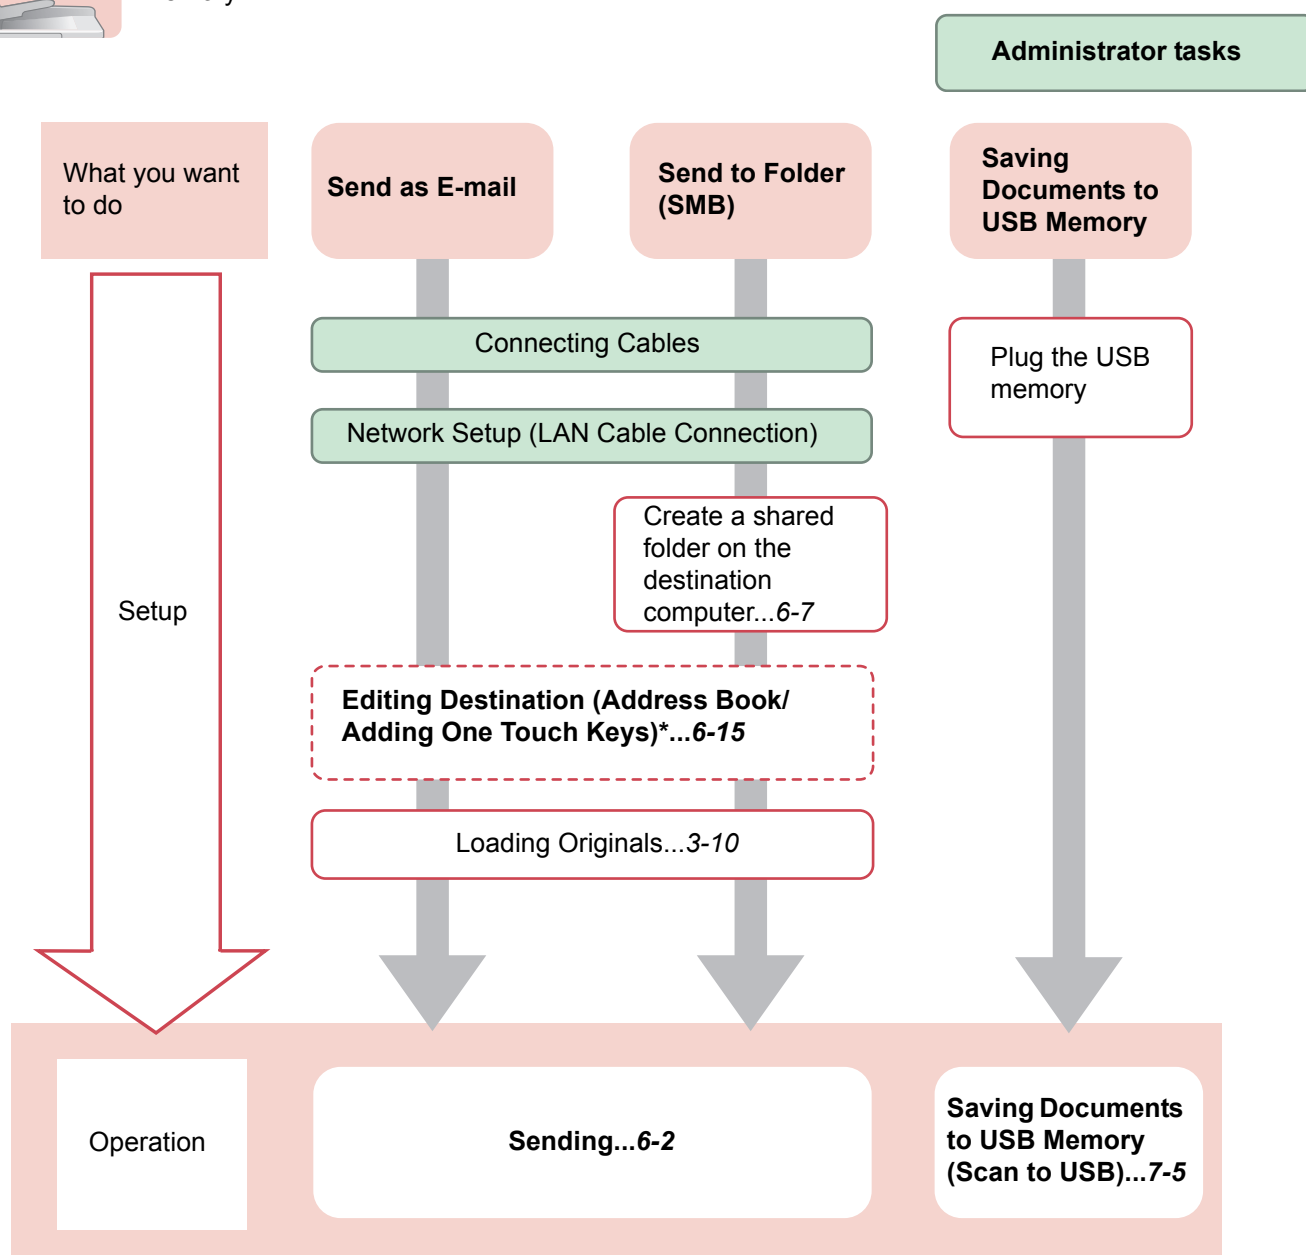 Administrator tasks
What you want
to do
Send as E-mail
Send to Folder
(SMB)
Saving
Documents to
USB Memory
Connecting Cables
Plug the USB
memory
Network Setup (LAN Cable Connection)
Create a shared
folder on the
destination
computer...6-7
Setup
Editing Destination (Address Book/
Adding One Touch Keys)*...6-15
Loading Originals...3-10
Operation
Sending...6-2
Saving Documents
to USB Memory
(Scan to USB)...7-5